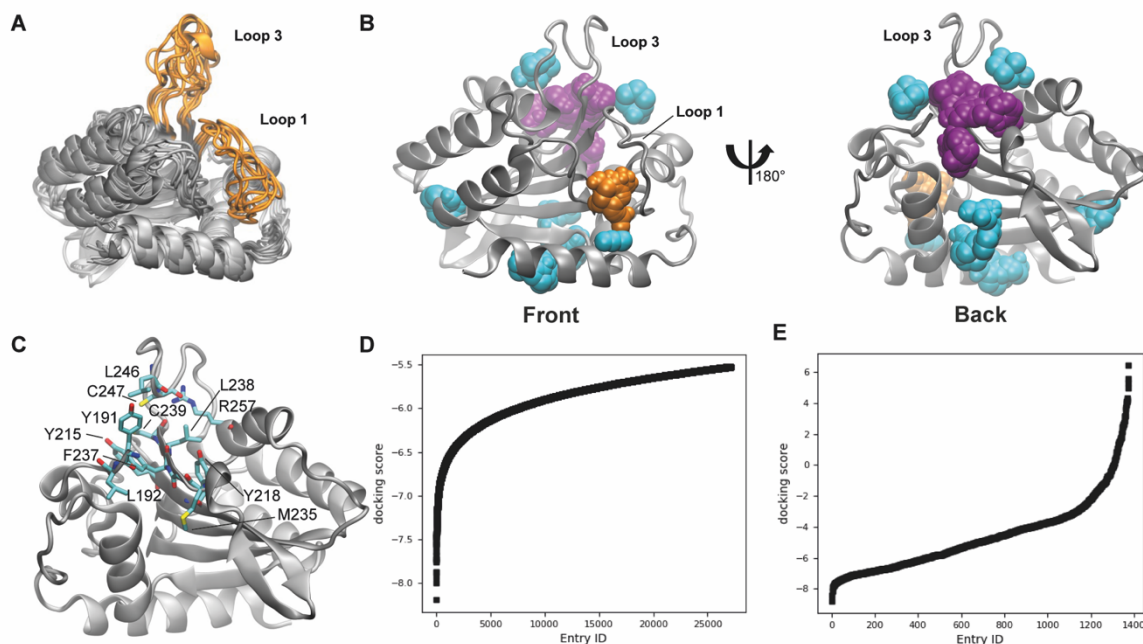 A
Loop 3
Loop 1
B
Loop 3
Loop 1
Front
180°
Loop 3
Back
C
L246
C247
C239
Y191
Y215
F237
L192
L238
R257
Y218
M235
D
docking score
−5.5
−6.0
−6.5
−7.0
−7.5
−8.0
0 5000 10000 15000 20000 25000
Entry ID
E
docking score
6
4
2
0
−2
−4
−6
−8
0 200 400 600 800 1000 1200 1400
Entry ID